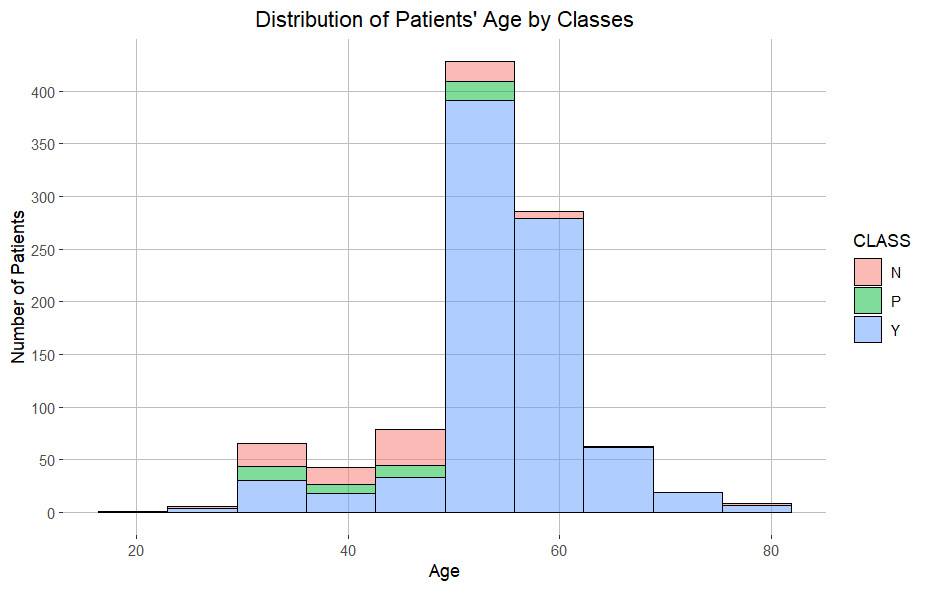 Distribution of Patients' Age by Classes
Number of Patients
400
350
300
250
200
150
100
50
0
20 40 60 80
Age
CLASS
N
P
Y